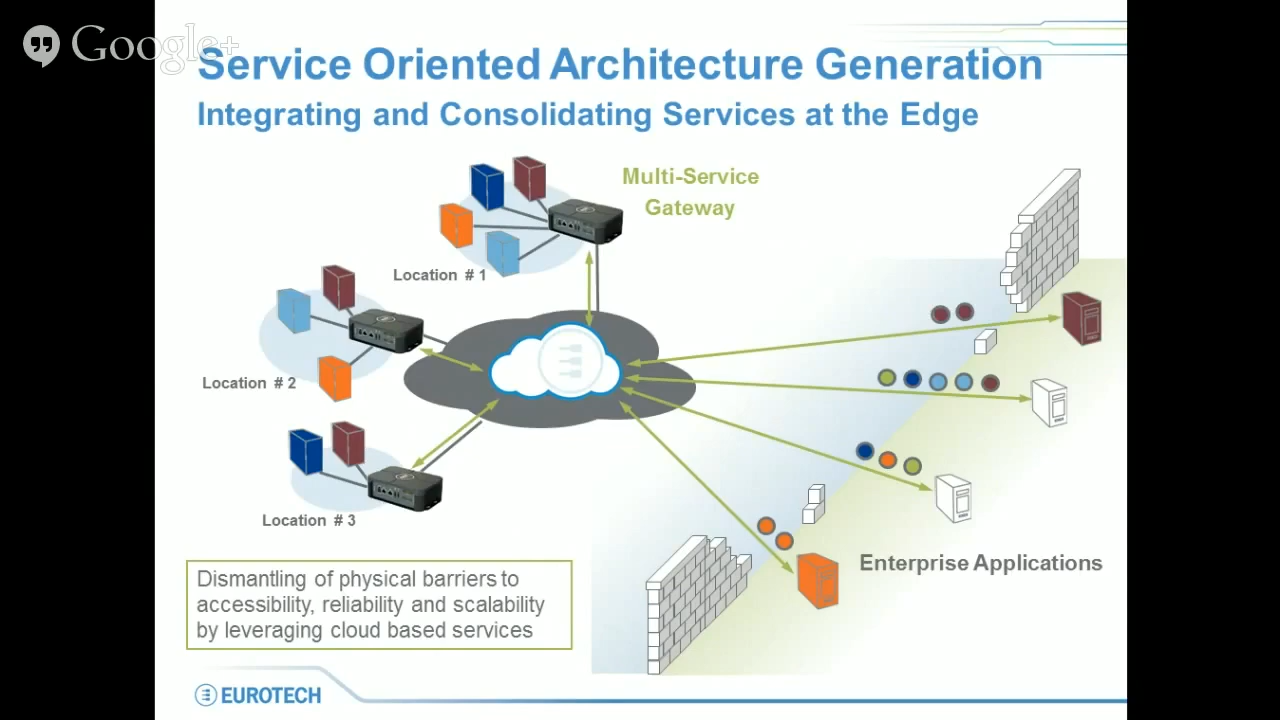 Google+
Service Oriented Architecture Generation
Integrating and Consolidating Services at the Edge
Multi-Service
Gateway
Location # 1
Location # 2
Location # 3
Enterprise Applications
Dismantling of physical barriers to
accessibility, reliability and scalability
by leveraging cloud based services
EUROTECH